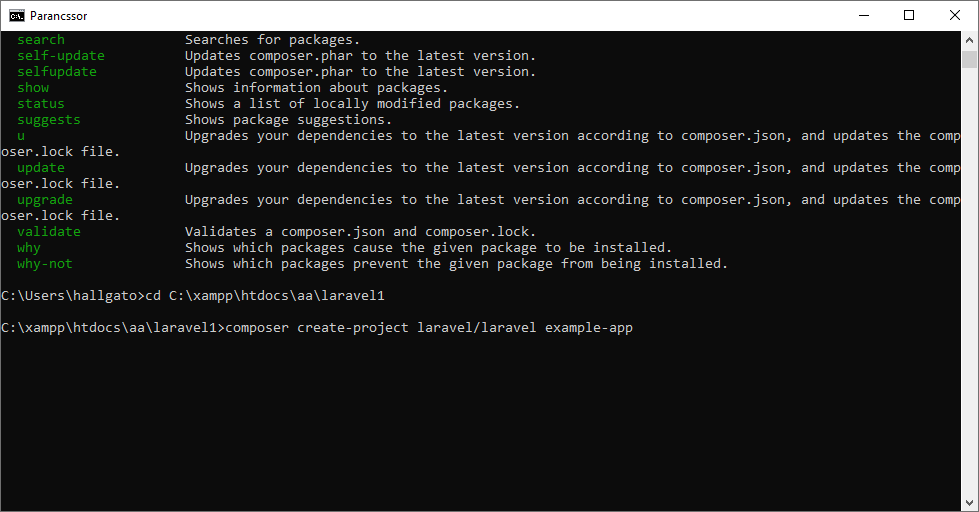 Parancssor
search Searches for packages.
self-update Updates composer.phar to the latest version.
selfupdate Updates composer.phar to the latest version.
show Shows information about packages.
status Shows a list of locally modified packages.
suggests Shows package suggestions.
u Upgrades your dependencies to the latest version according to composer.json, and updates the comp
oser.lock file.
update Upgrades your dependencies to the latest version according to composer.json, and updates the comp
oser.lock file.
upgrade Upgrades your dependencies to the latest version according to composer.json, and updates the comp
oser.lock file.
validate Validates a composer.json and composer.lock.
why Shows which packages cause the given package to be installed.
why-not Shows which packages prevent the given package from being installed.
C:\Users\hallgato>cd C:\xampp\htdocs\aa\laravel1
C:\xampp\htdocs\aa\laravel1>composer create-project laravel/laravel example-app